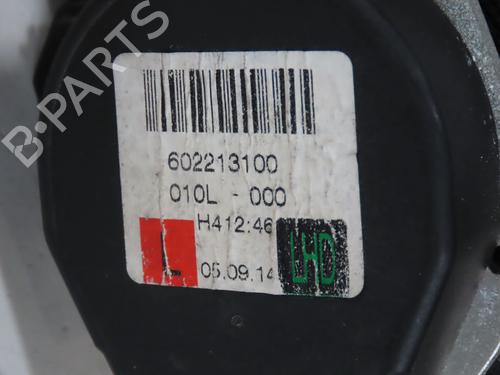 B-PARTS
602213100
010L - 000
H412:46
L
05.09.14
LHD